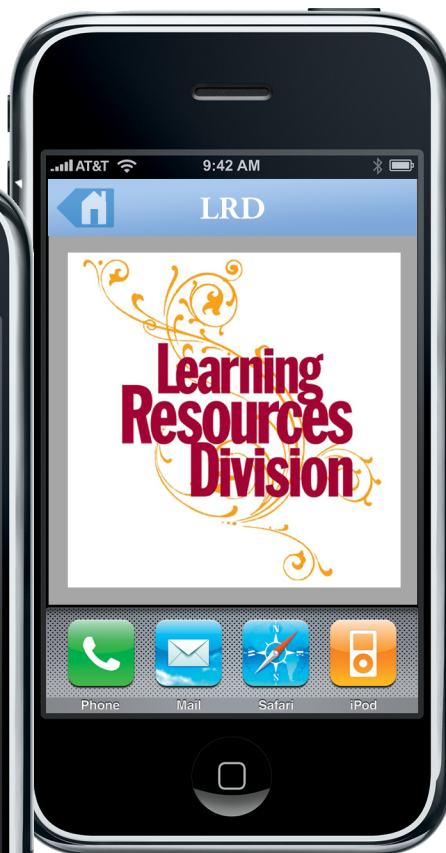 AT&T 9:42 AM
LRD
Learning
Resources
Division
Phone Mail Safari iPod